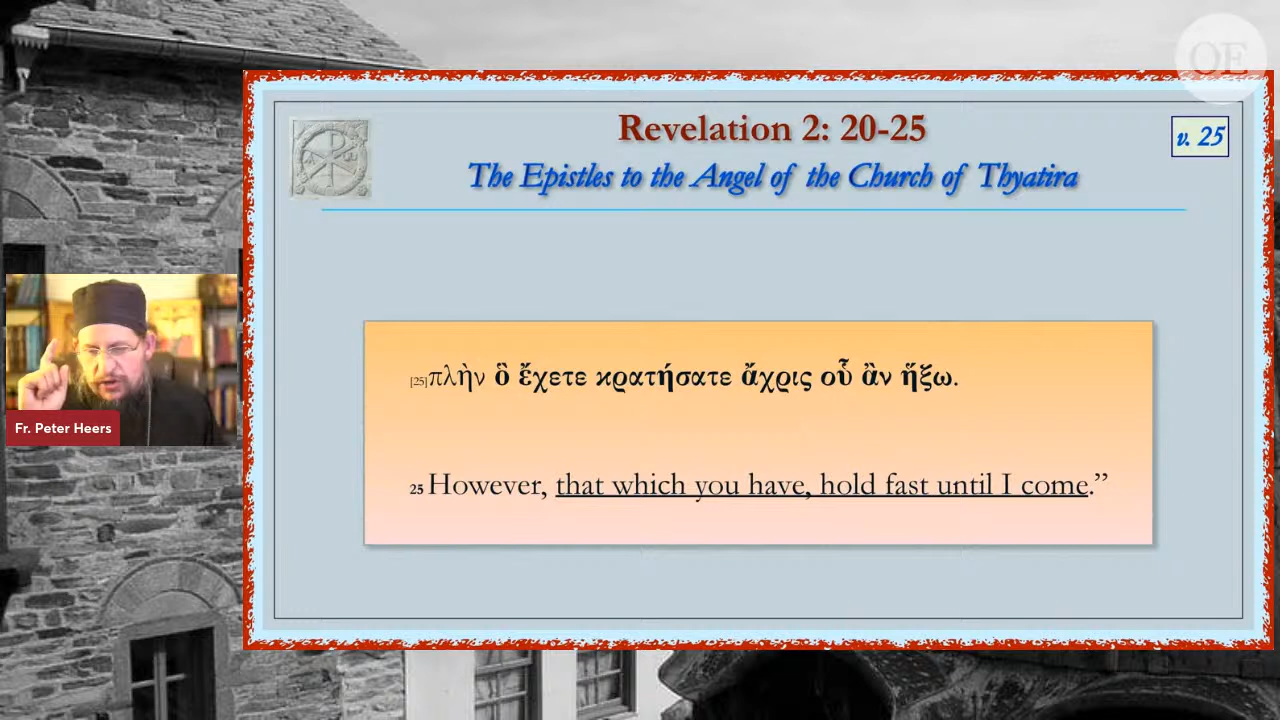 OE
Revelation 2: 20-25
v. 25
The Epistles to the Angel of the Church of Thyatira
[25]πλὴν ὃ ἔχετε κρατήσατε ἄχρις οὗ ἂν ἥξω.
25 However, that which you have, hold fast until I come.”
Fr. Peter Heers